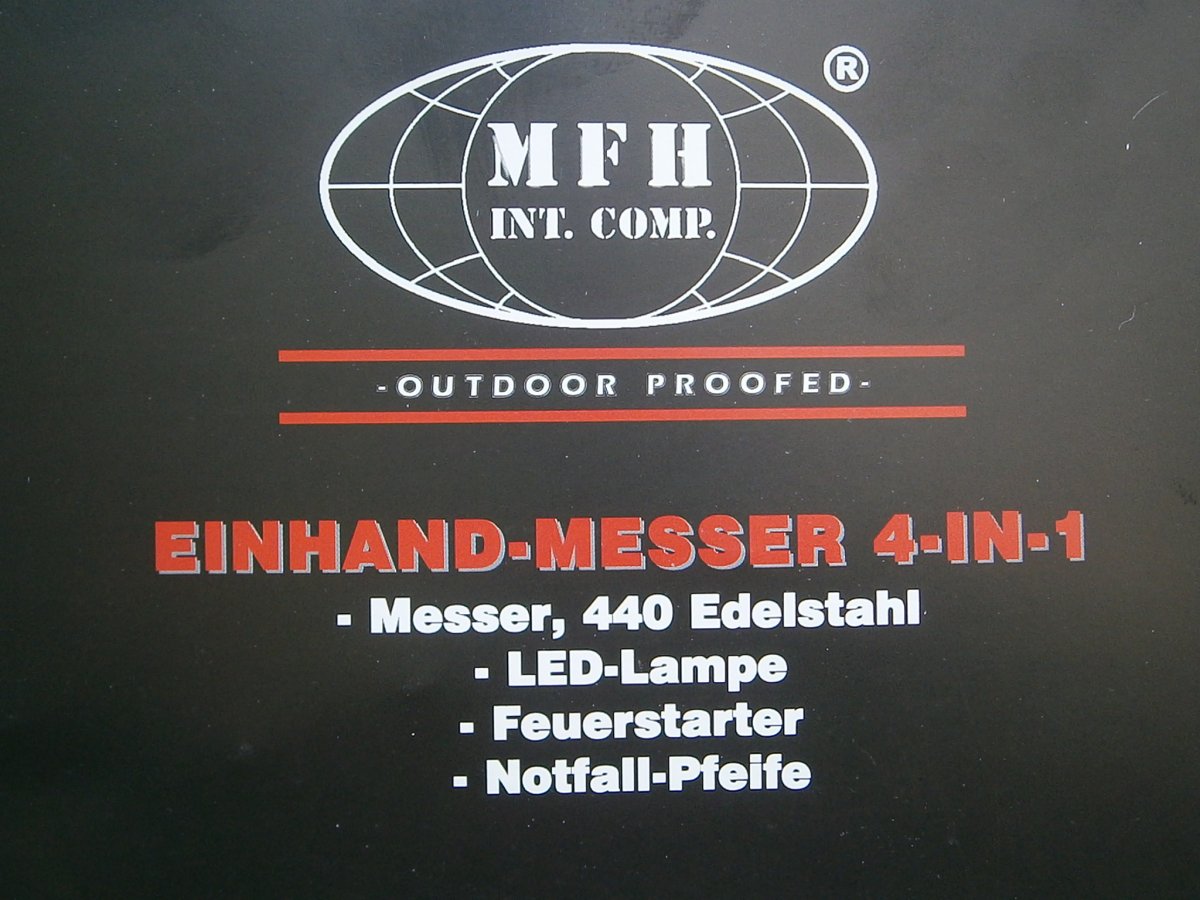 ®
MFH
INT. COMP.
-OUTDOOR PROOFED-
EINHAND-MESSER 4-IN-1
- Messer, 440 Edelstahl
- LED-Lampe
- Feuerstarter
- Notfall-Pfeife